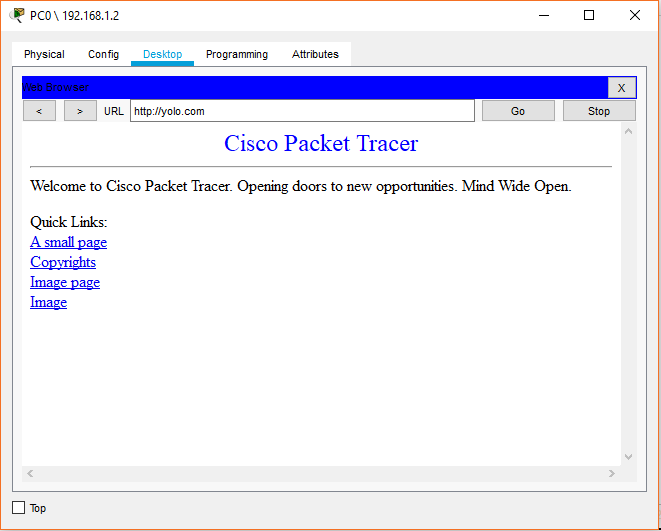 PC0 \ 192.168.1.2
Physical Config Desktop Programming Attributes
Web Browser X
< > URL http://yolo.com Go Stop
Cisco Packet Tracer
Welcome to Cisco Packet Tracer. Opening doors to new opportunities. Mind Wide Open.
Quick Links:
A small page
Copyrights
Image page
Image
Top